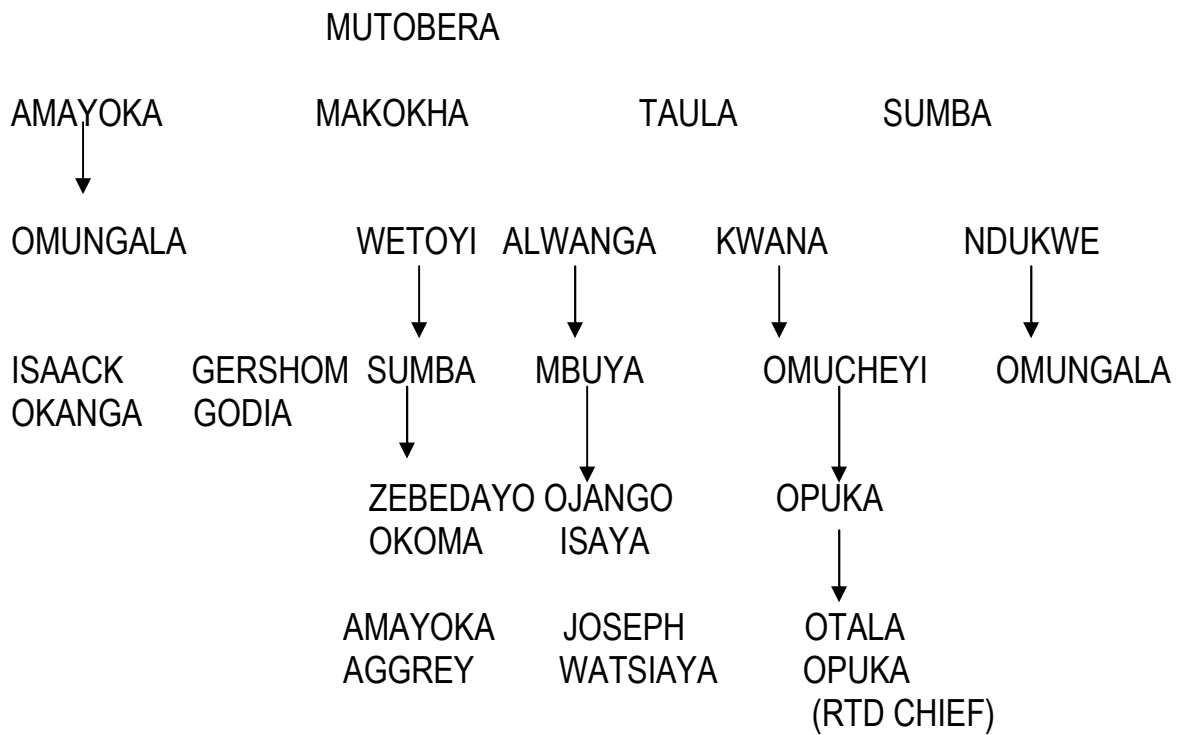 MUTOBERA
AMAYOKA MAKOKHA TAULA SUMBA
OMUNGALA WETOYI ALWANGA KWANA NDUKWE
ISAACK GERSHOM SUMBA MBUYA OMUCHEYI OMUNGALA
OKANGA GODIA
ZEBEDAYO OJANGO OPUKA
OKOMA ISAYA
AMAYOKA JOSEPH OTALA
AGGREY WATSIAYA OPUKA
(RTD CHIEF)